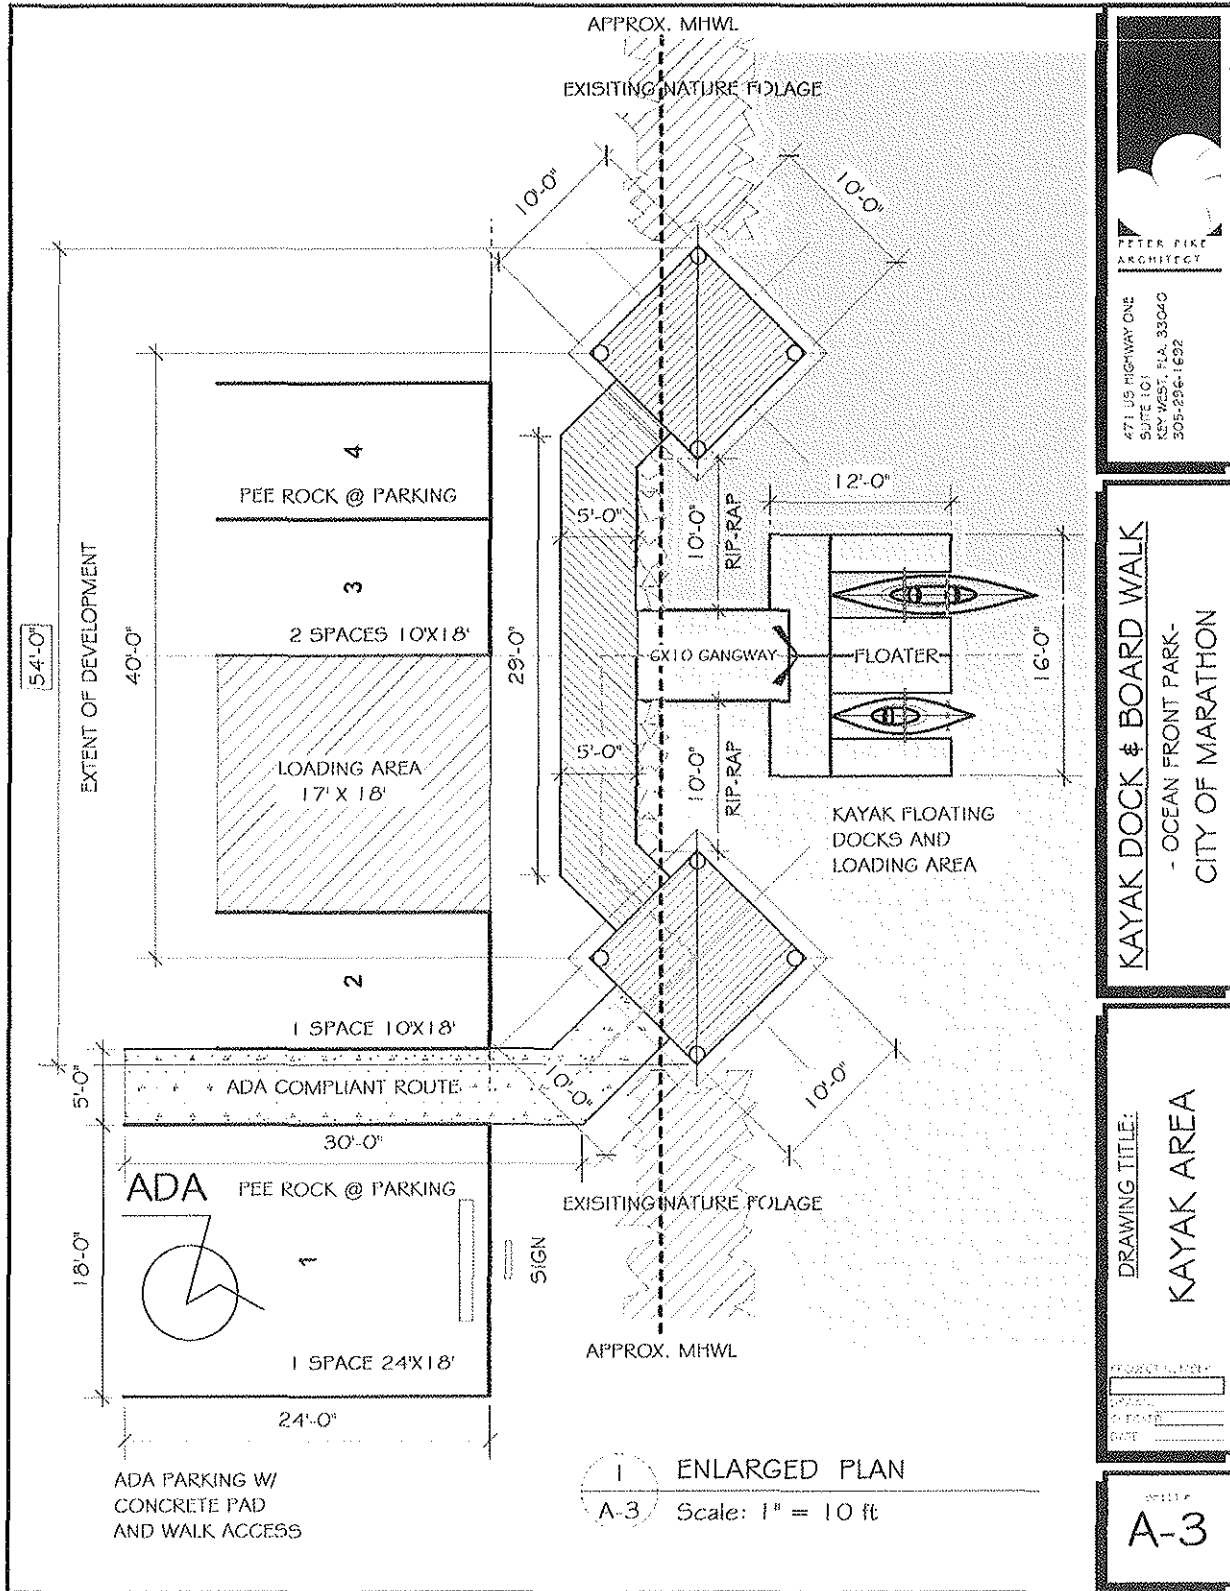 APPROX. MHWL
EXISITING NATURE FOLAGE
10'-0"
10'-0"
4
PEE ROCK @ PARKING
3
2 SPACES 10'X18'
54'-0"
EXTENT OF DEVELOPMENT
40'-0"
29'-0"
5'-0"
10'-0"
RIP-RAP
12'-0"
6X10 GANGWAY
FLOATER
16'-0"
LOADING AREA
17' X 18'
5'-0"
10'-0"
RIP-RAP
KAYAK FLOATING
DOCKS AND
LOADING AREA
2
1 SPACE 10'X18'
5'-0"
ADA COMPLIANT ROUTE
10'-0"
10'-0"
30'-0"
ADA
PEE ROCK @ PARKING
EXISITING NATURE FOLAGE
18'-0"
1
SIGN
1 SPACE 24'X18'
APPROX. MHWL
24'-0"
ADA PARKING W/
CONCRETE PAD
AND WALK ACCESS
1
A-3
ENLARGED PLAN
Scale: 1" = 10 ft
PETER PIKE
ARCHITECT
471 US HIGHWAY ONE
SUITE 101
KEY WEST, FLA. 33040
305-296-1692
KAYAK DOCK & BOARD WALK
- OCEAN FRONT PARK-
CITY OF MARATHON
DRAWING TITLE:
KAYAK AREA
PROJECT NUMBER
DATE
A-3